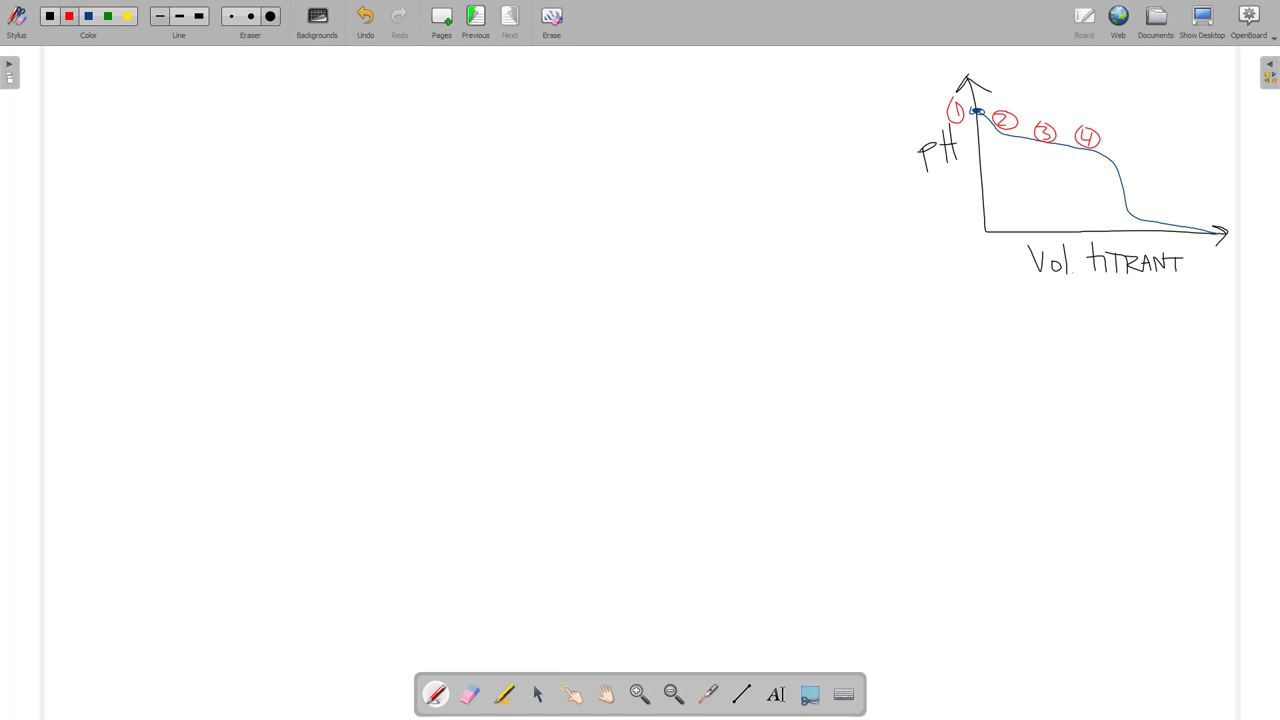 Stylus Color Line Eraser Backgrounds Undo Redo Pages Previous Next Erase Board Web Documents Show Desktop OpenBoard
① ② ③ ④
pH
Vol. tiTRANT
AI